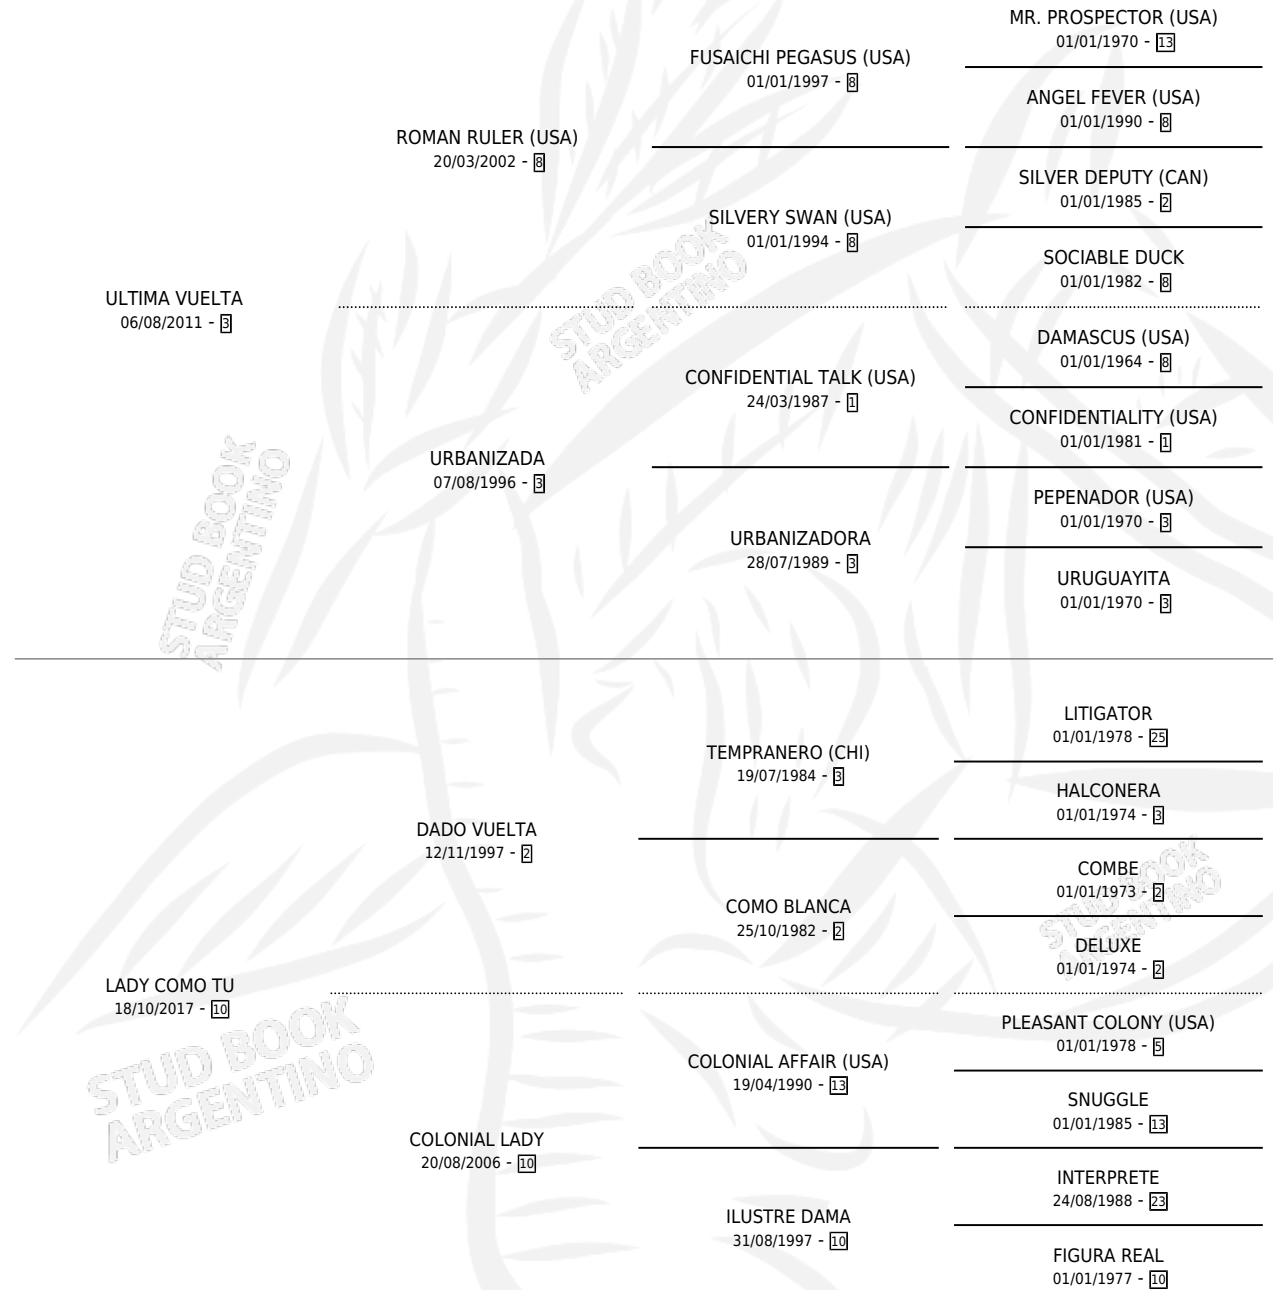 MR. PROSPECTOR (USA)
01/01/1970 - 13
FUSAICHI PEGASUS (USA)
01/01/1997 - 8
ANGEL FEVER (USA)
01/01/1990 - 8
ROMAN RULER (USA)
20/03/2002 - 8
SILVER DEPUTY (CAN)
01/01/1985 - 2
SILVERY SWAN (USA)
01/01/1994 - 8
SOCIABLE DUCK
01/01/1982 - 8
ULTIMA VUELTA
06/08/2011 - 3
DAMASCUS (USA)
01/01/1964 - 8
CONFIDENTIAL TALK (USA)
24/03/1987 - 1
CONFIDENTIALITY (USA)
01/01/1981 - 1
URBANIZADA
07/08/1996 - 3
PEPENADOR (USA)
01/01/1970 - 3
URBANIZADORA
28/07/1989 - 3
URUGUAYITA
01/01/1970 - 3
LITIGATOR
01/01/1978 - 25
TEMPRANERO (CHI)
19/07/1984 - 3
HALCONERA
01/01/1974 - 3
DADO VUELTA
12/11/1997 - 2
COMBE
01/01/1973 - 2
COMO BLANCA
25/10/1982 - 2
DELUXE
01/01/1974 - 2
LADY COMO TU
18/10/2017 - 10
PLEASANT COLONY (USA)
01/01/1978 - 5
COLONIAL AFFAIR (USA)
19/04/1990 - 13
SNUGGLE
01/01/1985 - 13
COLONIAL LADY
20/08/2006 - 10
INTERPRETE
24/08/1988 - 23
ILUSTRE DAMA
31/08/1997 - 10
FIGURA REAL
01/01/1977 - 10
STUD BOOK
ARGENTINO
STUD BOOK
ARGENTINO
STUD BOOK
ARGENTINO
STUD BOOK
ARGENTINO